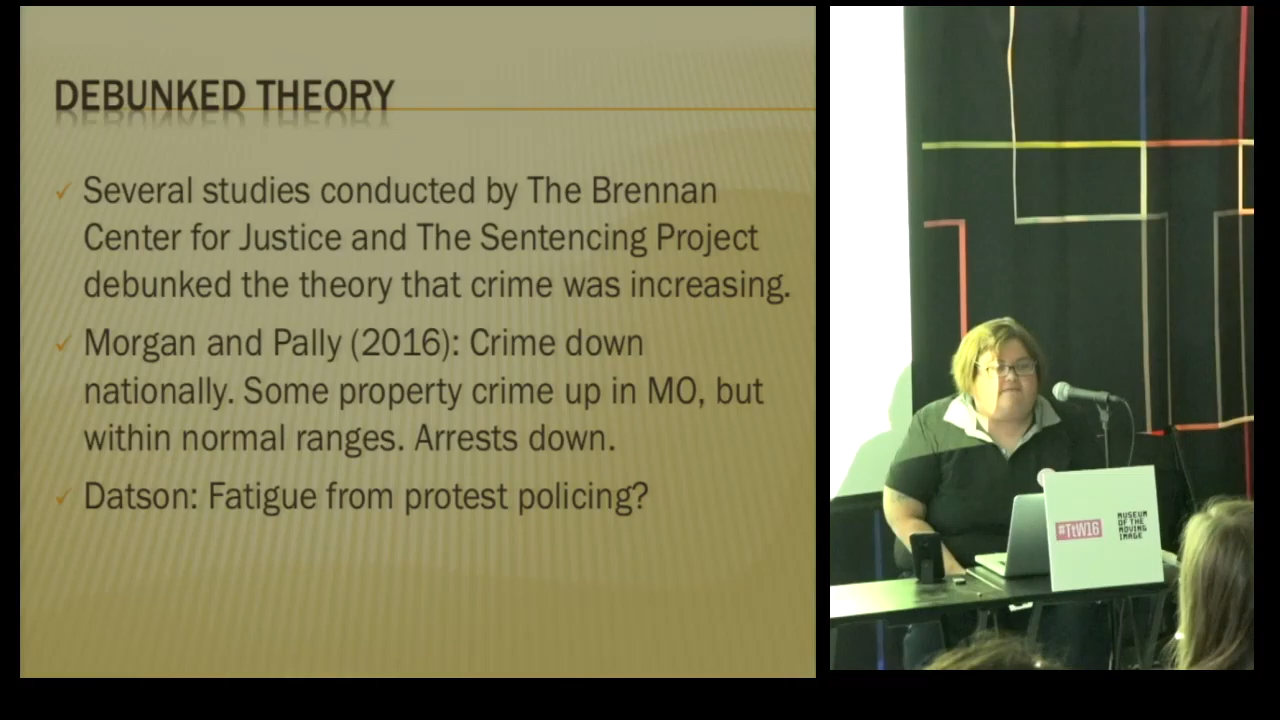 DEBUNKED THEORY
Several studies conducted by The Brennan
Center for Justice and The Sentencing Project
debunked the theory that crime was increasing.
Morgan and Pally (2016): Crime down
nationally. Some property crime up in MO, but
within normal ranges. Arrests down.
Datson: Fatigue from protest policing?
#TtW16
MUSEUM
OF THE
MOVING
IMAGE